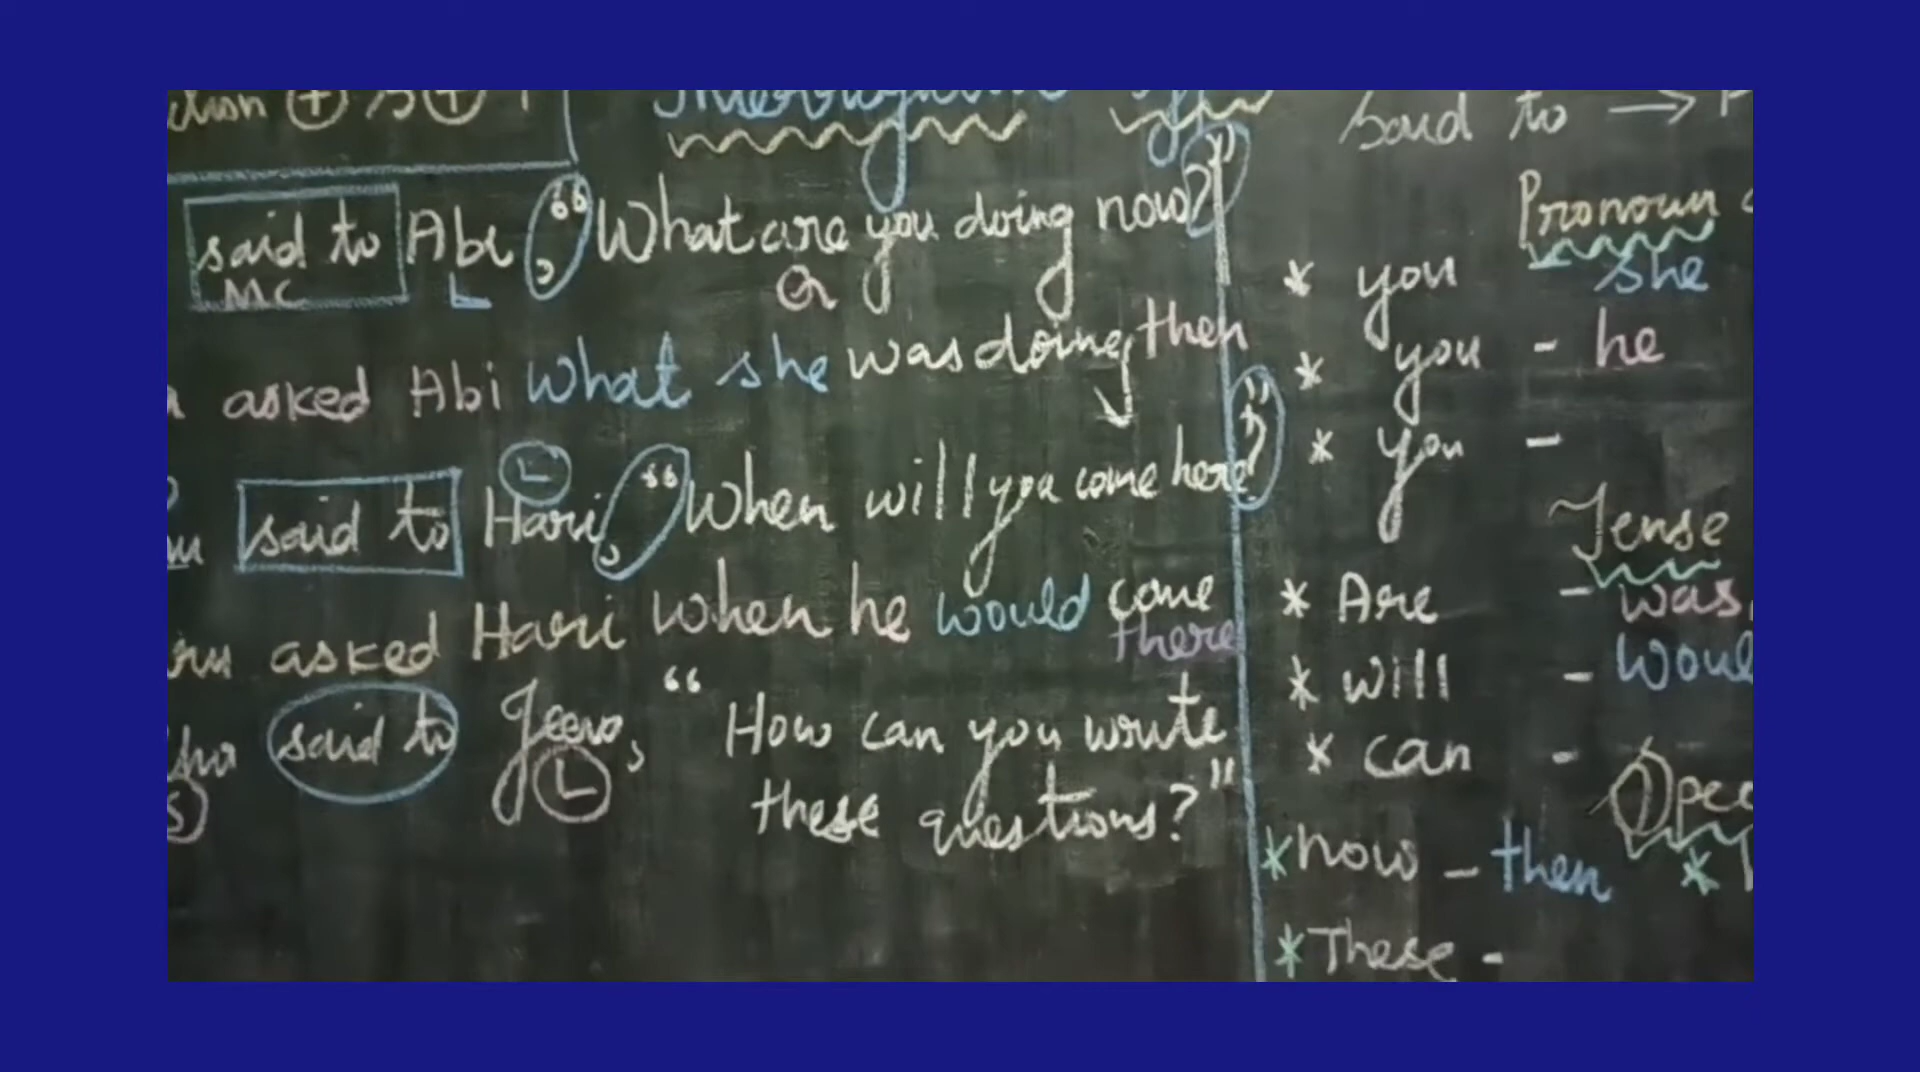 said to Abi, "What are you doing now?"
MC L Q
asked Abi what she was doing then
L
said to Hari, "When will you come here?"
asked Hari when he would come
there
said to Jeeva, "How can you write
L
these questions?"
S
said to →
Pronoun
* you she
* you - he
* you -
Tense
* Are - was
* will -
* can -
* now - then *
* These -